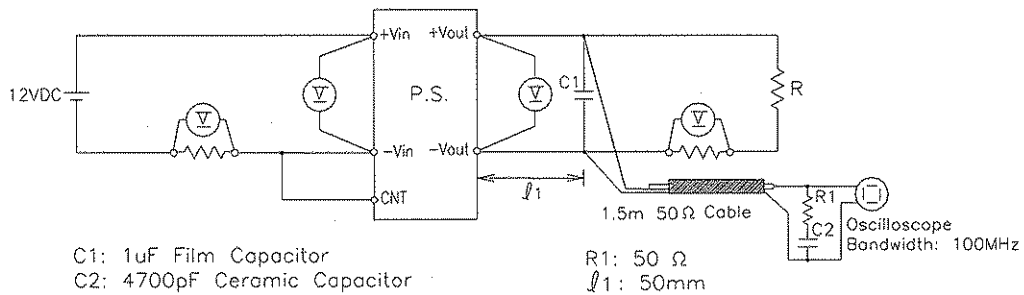 +Vin
+Vout
12VDC
V
V
P.S.
C1
V
V
R
-Vin
-Vout
CNT
ℓ1
1.5m 50Ω Cable
R1
C2
Oscilloscope
Bandwidth: 100MHz
C1: 1uF Film Capacitor
C2: 4700pF Ceramic Capacitor
R1: 50 Ω
ℓ1: 50mm